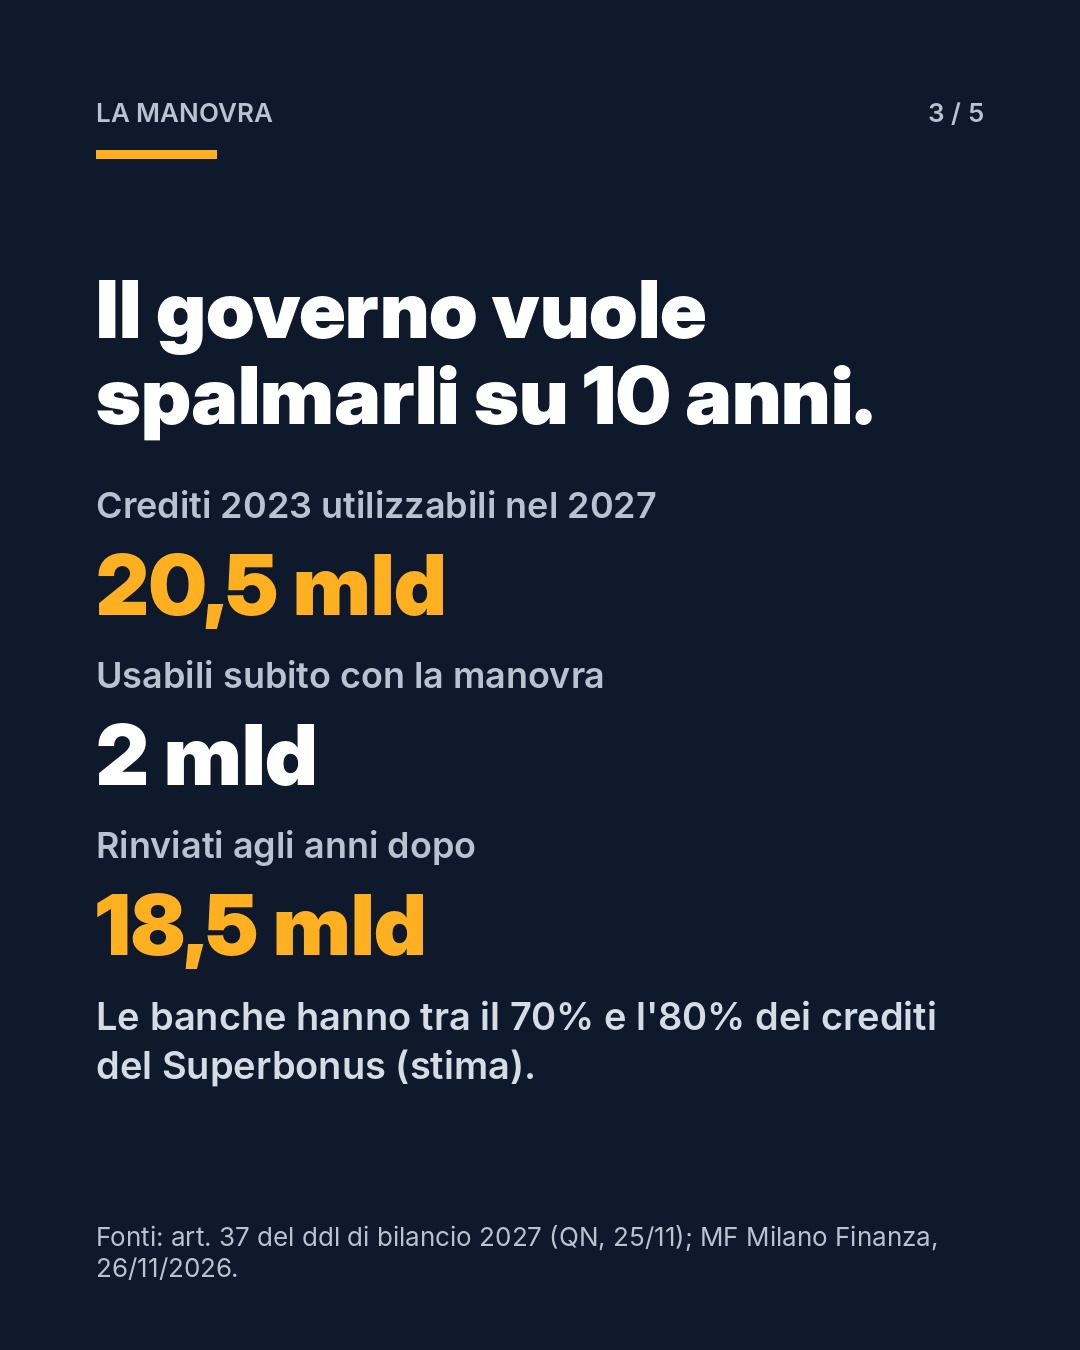 LA MANOVRA
3 / 5
Il governo vuole
spalmarli su 10 anni.
Crediti 2023 utilizzabili nel 2027
20,5 mld
Usabili subito con la manovra
2 mld
Rinviati agli anni dopo
18,5 mld
Le banche hanno tra il 70% e l'80% dei crediti
del Superbonus (stima).
Fonti: art. 37 del ddl di bilancio 2027 (QN, 25/11); MF Milano Finanza,
26/11/2026.